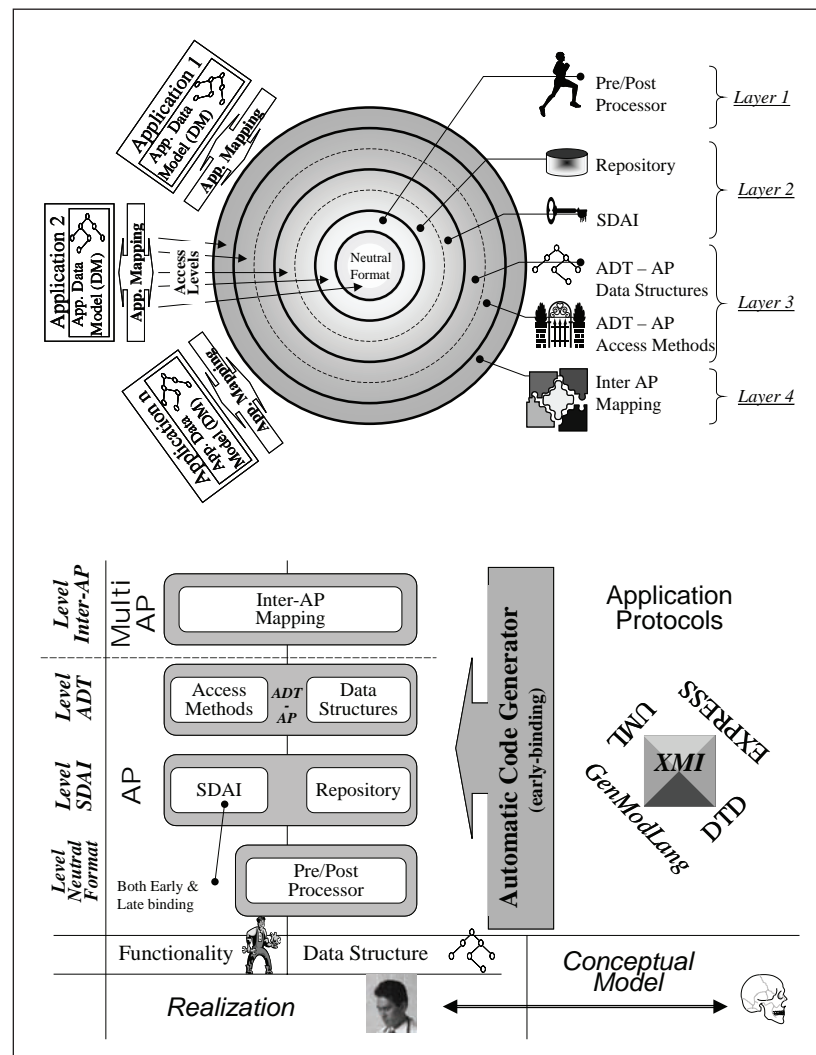 Application 1
App. Data
Model (DM)
App. Mapping
Application 2
App. Data
Model (DM)
App. Mapping
Access
Levels
Application n
App. Data
Model (DM)
App. Mapping
Neutral
Format
Pre/Post
Processor
Layer 1
Repository
Layer 2
SDAI
ADT – AP
Data Structures
Layer 3
ADT – AP
Access Methods
Inter AP
Mapping
Layer 4
Level
Inter-AP
Multi
AP
Inter-AP
Mapping
Level
ADT
Access
Methods
ADT
-
AP
Data
Structures
Level
SDAI
AP
SDAI
Repository
Level
Neutral
Format
Both Early &
Late binding
Pre/Post
Processor
Automatic Code Generator
(early-binding)
Application
Protocols
UML
EXPRESS
XMI
GenModLang
DTD
Functionality
Data Structure
Realization
Conceptual
Model